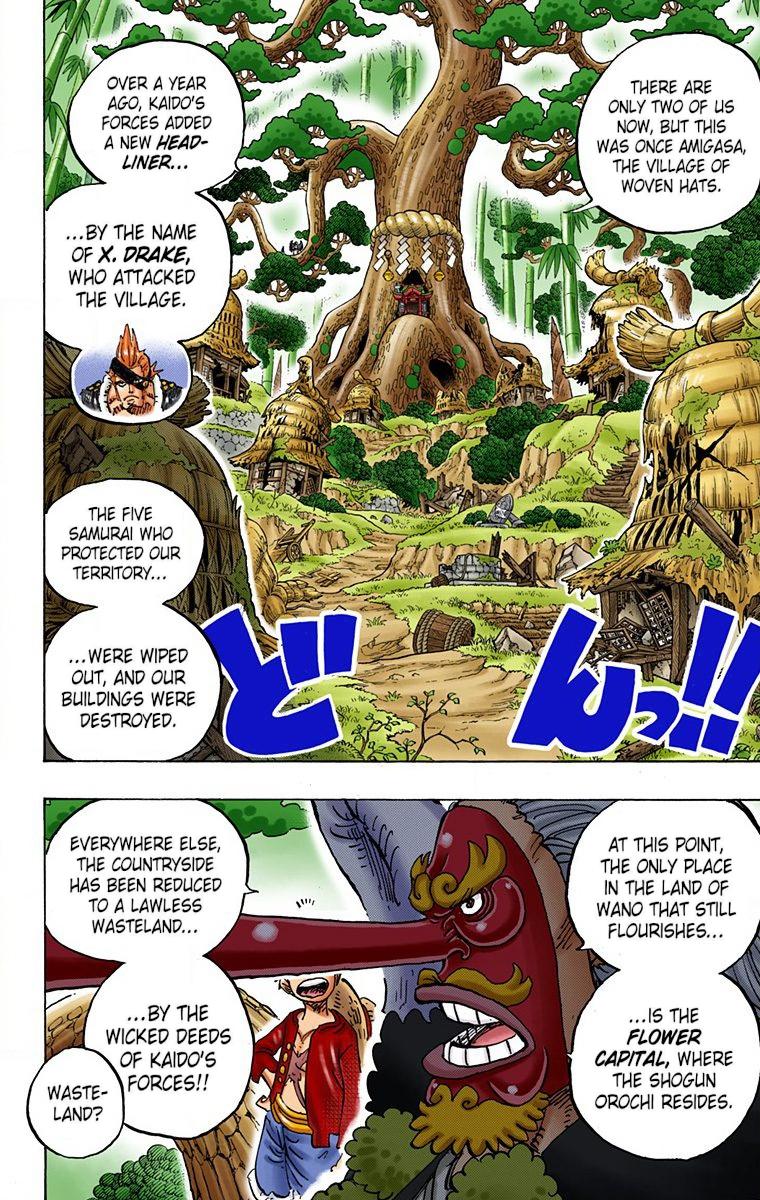 THERE ARE
ONLY TWO OF US
NOW, BUT THIS
WAS ONCE AMIGASA,
THE VILLAGE OF
WOVEN HATS.
OVER A YEAR
AGO, KAIDO'S
FORCES ADDED
A NEW HEAD-
LINER...
...BY THE NAME
OF X. DRAKE,
WHO ATTACKED
THE VILLAGE.
THE FIVE
SAMURAI WHO
PROTECTED OUR
TERRITORY...
...WERE WIPED
OUT, AND OUR
BUILDINGS WERE
DESTROYED.
どんっ!!
AT THIS POINT,
THE ONLY PLACE
IN THE LAND OF
WANO THAT STILL
FLOURISHES...
...IS THE
FLOWER
CAPITAL, WHERE
THE SHOGUN
OROCHI RESIDES.
EVERYWHERE ELSE,
THE COUNTRYSIDE
HAS BEEN REDUCED
TO A LAWLESS
WASTELAND...
...BY THE
WICKED DEEDS
OF KAIDO'S
FORCES!!
WASTE-
LAND?